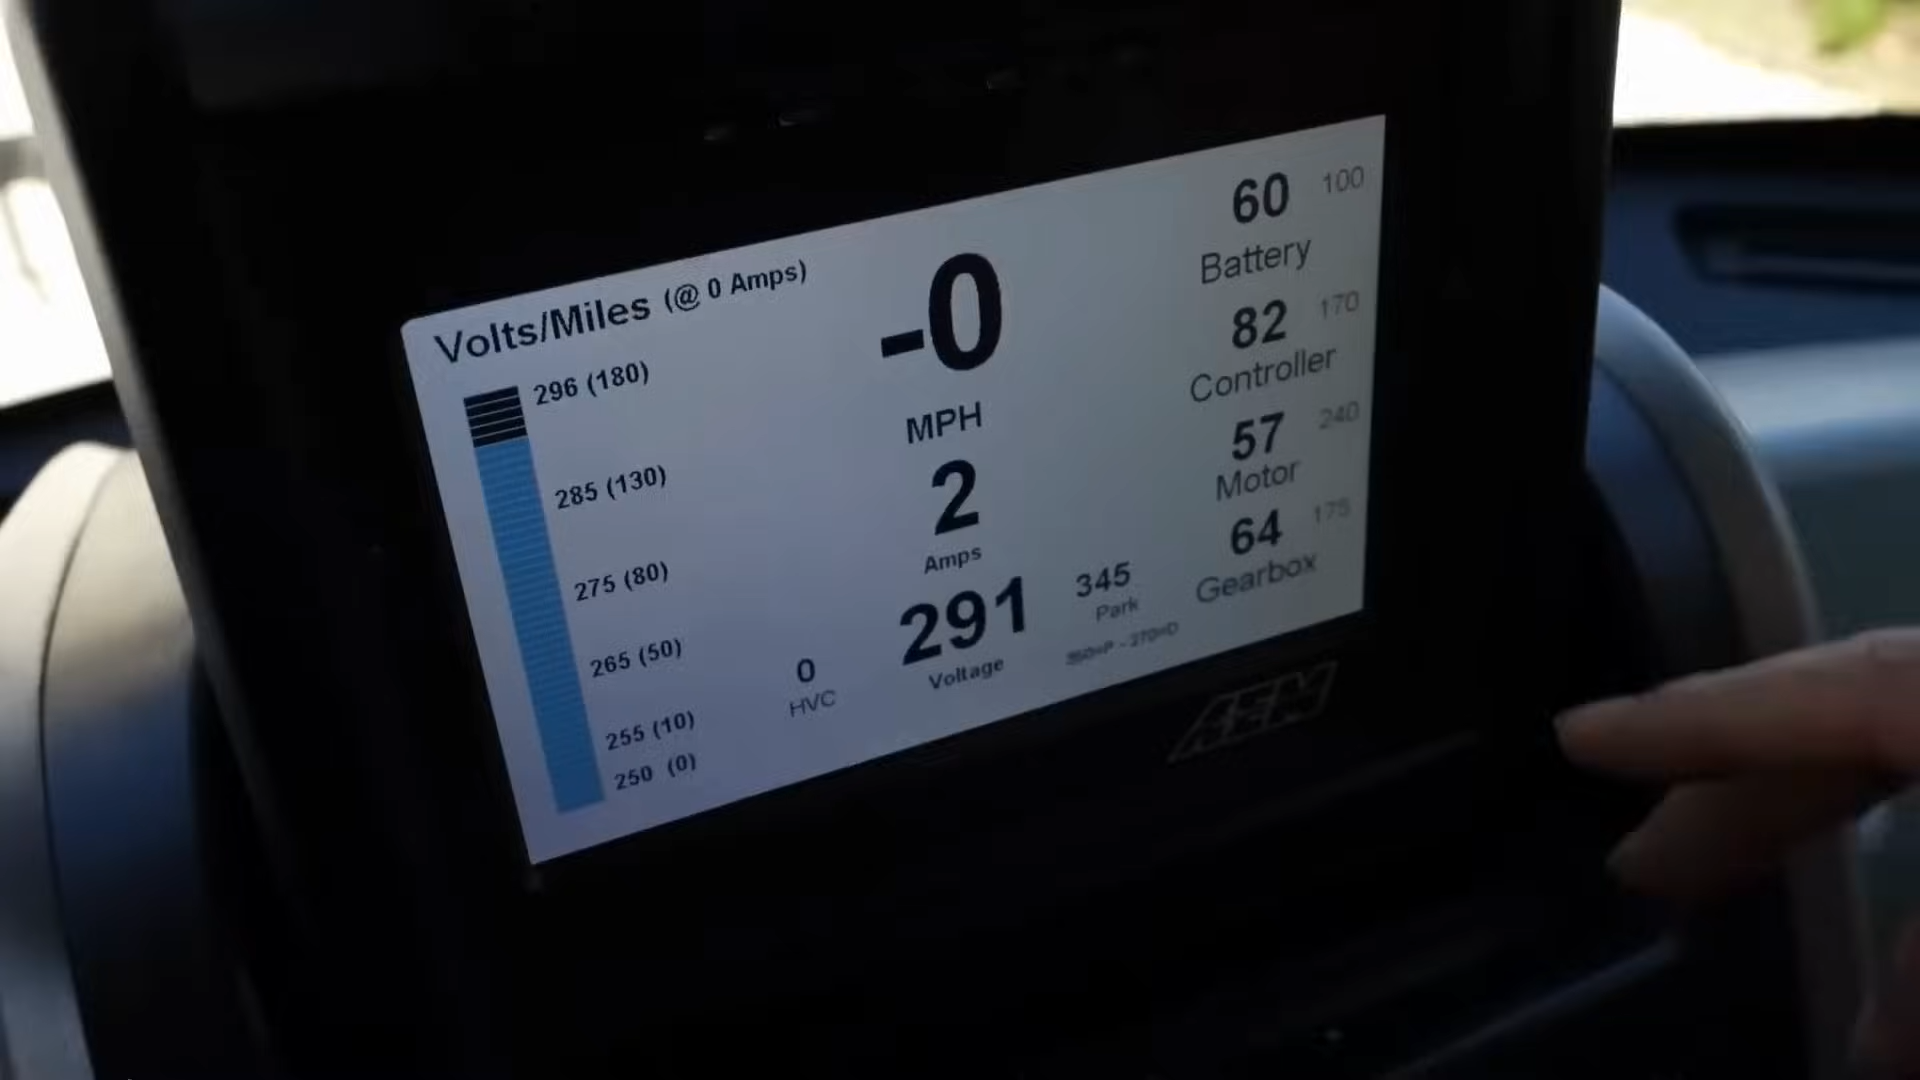 Volts/Miles (@ 0 Amps)
296 (180)
285 (130)
275 (80)
265 (50)
255 (10)
250 (0)
0
HVC
-0
MPH
2
Amps
291
Voltage
345
Park
350=P - 270=D
60 100
Battery
82 170
Controller
57 240
Motor
64 175
Gearbox
AEM